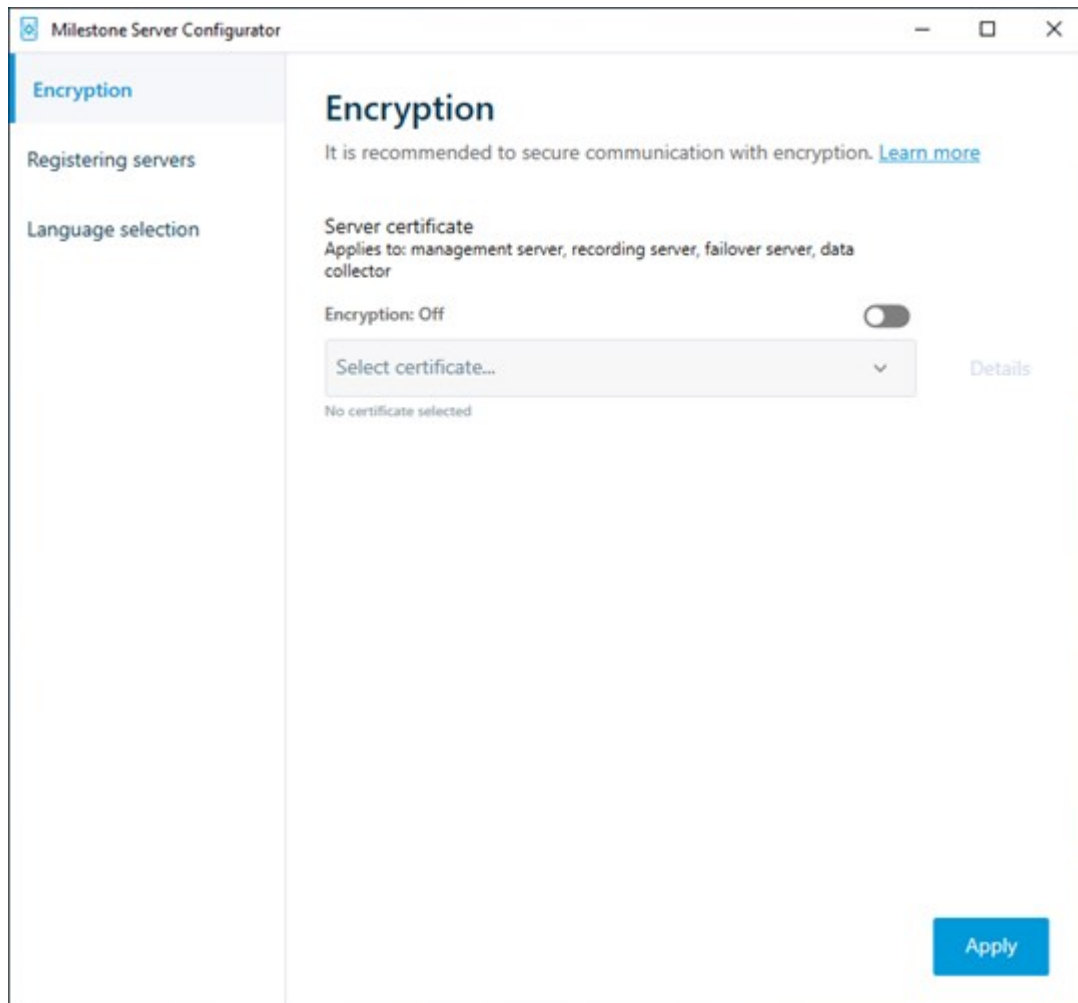 Milestone Server Configurator
Encryption
Registering servers
Language selection
Encryption
It is recommended to secure communication with encryption. Learn more
Server certificate
Applies to: management server, recording server, failover server, data
collector
Encryption: Off
Select certificate...
Details
No certificate selected
Apply